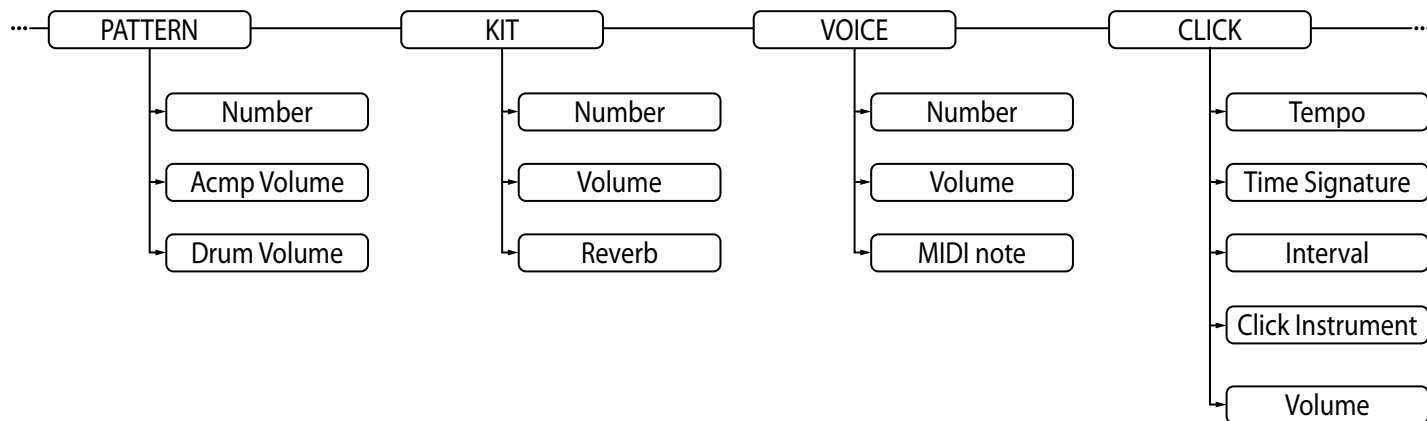 ... PATTERN KIT VOICE CLICK ...
Number Number Number Tempo
Acmp Volume Volume Volume Time Signature
Drum Volume Reverb MIDI note Interval
Click Instrument
Volume